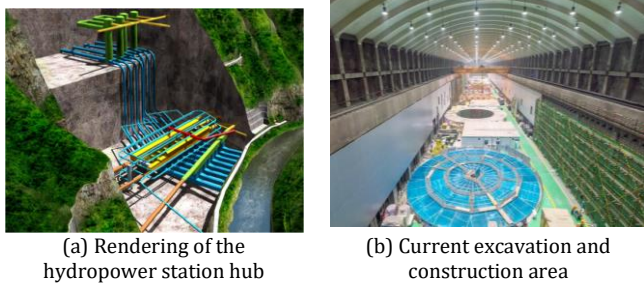 (a) Rendering of the
hydropower station hub
(b) Current excavation and
construction area